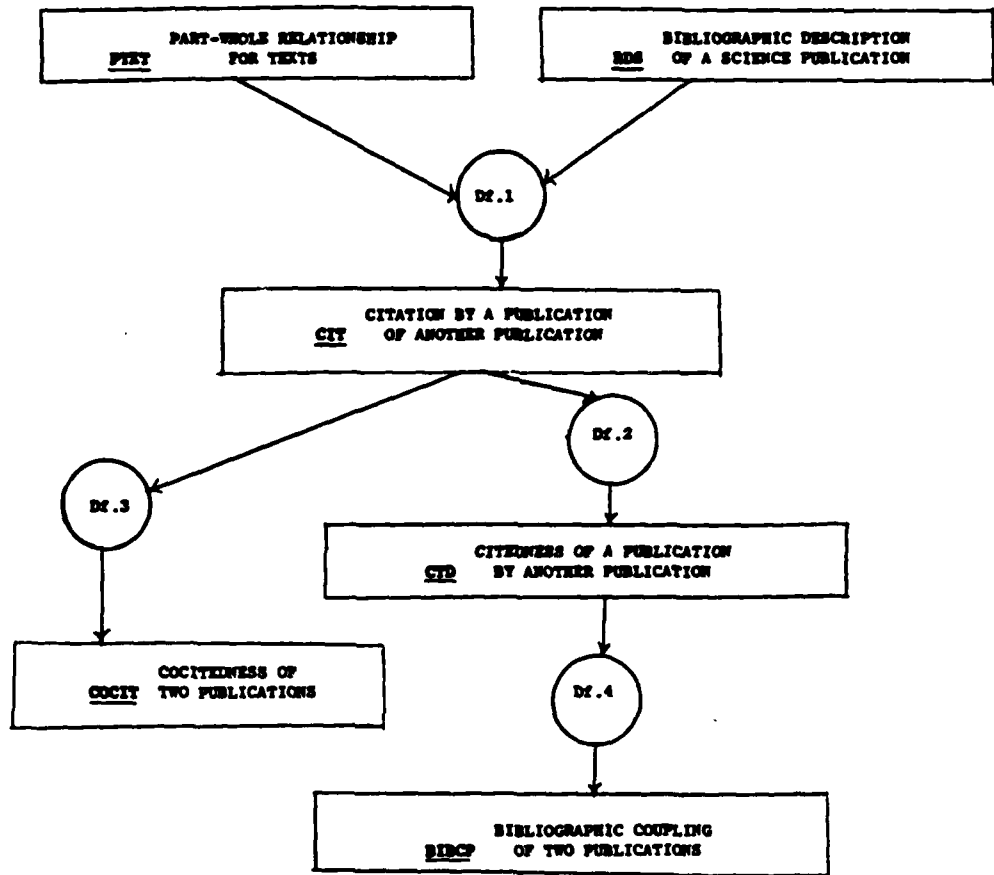 PART-WHOLE RELATIONSHIP
PTXT FOR TEXTS
BIBLIOGRAPHIC DESCRIPTION
BDS OF A SCIENCE PUBLICATION
Df.1
CITATION BY A PUBLICATION
CIT OF ANOTHER PUBLICATION
Df.2
Df.3
CITEDNESS OF A PUBLICATION
CTD BY ANOTHER PUBLICATION
COCITEDNESS OF
COCIT TWO PUBLICATIONS
Df.4
BIBLIOGRAPHIC COUPLING
BIBCP OF TWO PUBLICATIONS